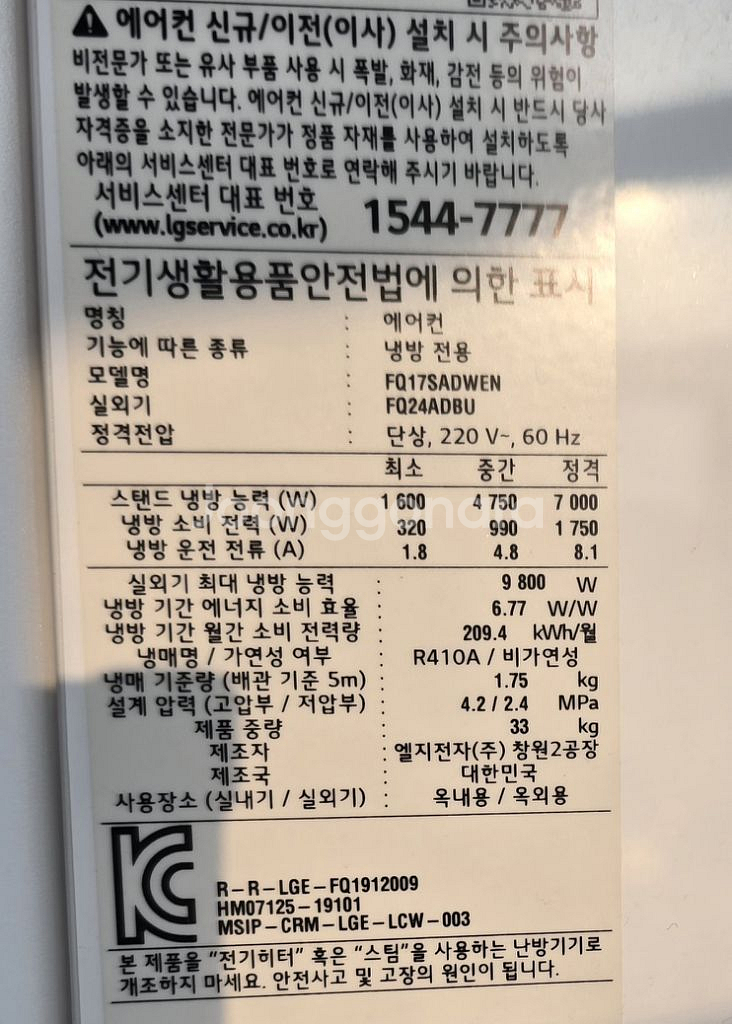 ⚠ 에어컨 신규/이전(이사) 설치 시 주의사항
비전문가 또는 유사 부품 사용 시 폭발, 화재, 감전 등의 위험이
발생할 수 있습니다. 에어컨 신규/이전(이사) 설치 시 반드시 당사
자격증을 소지한 전문가가 정품 자재를 사용하여 설치하도록
아래의 서비스센터 대표 번호로 연락해 주시기 바랍니다.
서비스센터 대표 번호
(www.lgservice.co.kr) 1544-7777
전기생활용품안전법에 의한 표시
명칭 : 에어컨
기능에 따른 종류 : 냉방 전용
모델명 : FQ17SADWEN
실외기 : FQ24ADBU
정격전압 : 단상, 220 V~, 60 Hz
최소 중간 정격
스탠드 냉방 능력 (W) 1 600 4 750 7 000
냉방 소비 전력 (W) 320 990 1 750
냉방 운전 전류 (A) 1.8 4.8 8.1
실외기 최대 냉방 능력 : 9 800 W
냉방 기간 에너지 소비 효율 : 6.77 W/W
냉방 기간 월간 소비 전력량 : 209.4 kWh/월
냉매명 / 가연성 여부 : R410A / 비가연성
냉매 기준량 (배관 기준 5m) : 1.75 kg
설계 압력 (고압부 / 저압부) : 4.2 / 2.4 MPa
제품 중량 : 33 kg
제조자 : 엘지전자(주) 창원2공장
제조국 : 대한민국
사용장소 (실내기 / 실외기) : 옥내용 / 옥외용
R-R-LGE-FQ1912009
HM07125-19101
MSIP-CRM-LGE-LCW-003
본 제품을 "전기히터" 혹은 "스팀"을 사용하는 난방기기로
개조하지 마세요. 안전사고 및 고장의 원인이 됩니다.